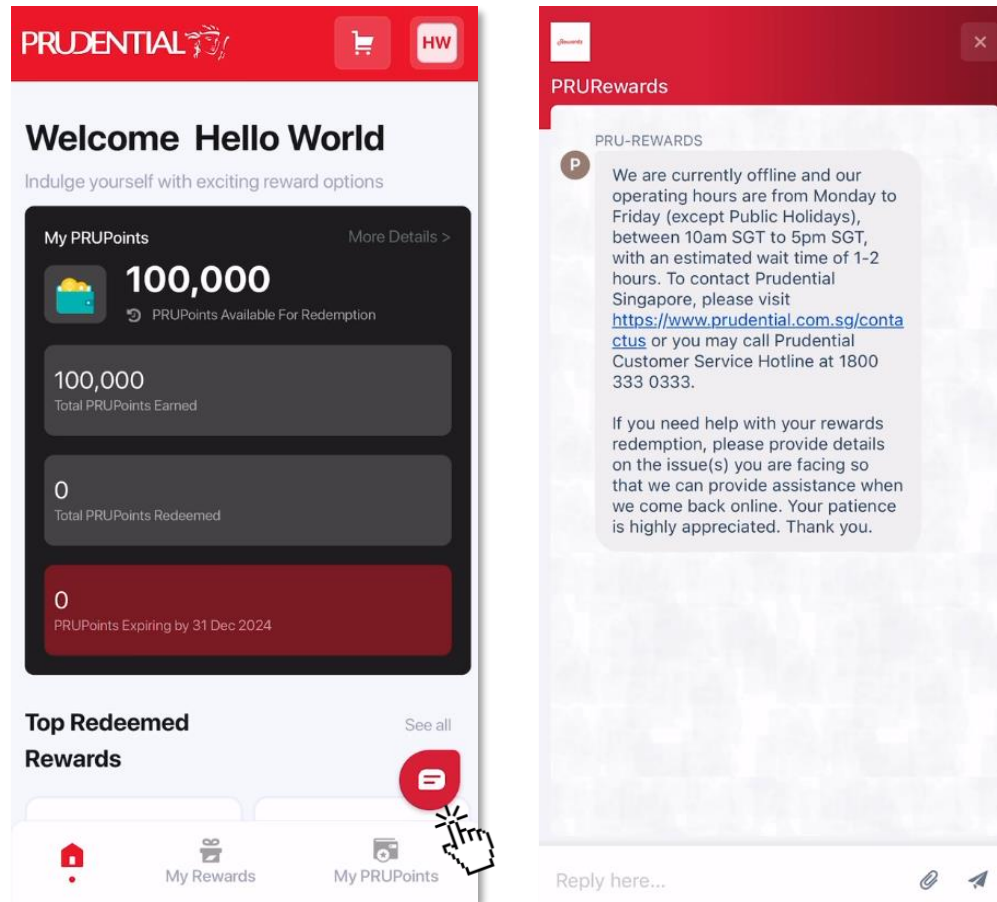 PRUDENTIAL
HW
Welcome Hello World
Indulge yourself with exciting reward options
My PRUPoints
More Details >
100,000
PRUPoints Available For Redemption
100,000
Total PRUPoints Earned
0
Total PRUPoints Redeemed
0
PRUPoints Expiring by 31 Dec 2024
Top Redeemed
Rewards
See all
My Rewards
My PRUPoints
PRURewards
PRU-REWARDS
P
We are currently offline and our
operating hours are from Monday to
Friday (except Public Holidays),
between 10am SGT to 5pm SGT,
with an estimated wait time of 1-2
hours. To contact Prudential
Singapore, please visit
https://www.prudential.com.sg/conta
ctus or you may call Prudential
Customer Service Hotline at 1800
333 0333.
If you need help with your rewards
redemption, please provide details
on the issue(s) you are facing so
that we can provide assistance when
we come back online. Your patience
is highly appreciated. Thank you.
Reply here...